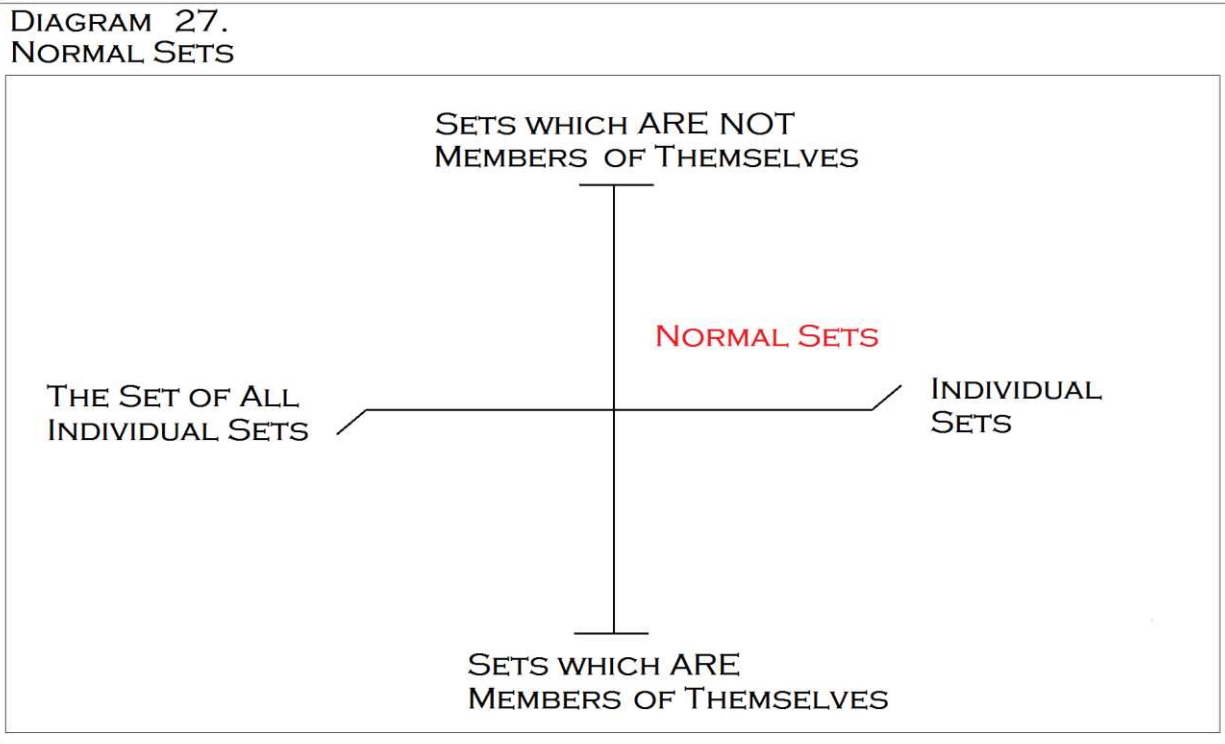 DIAGRAM 27.
NORMAL SETS
SETS WHICH ARE NOT
MEMBERS OF THEMSELVES
NORMAL SETS
THE SET OF ALL
INDIVIDUAL SETS
INDIVIDUAL
SETS
SETS WHICH ARE
MEMBERS OF THEMSELVES